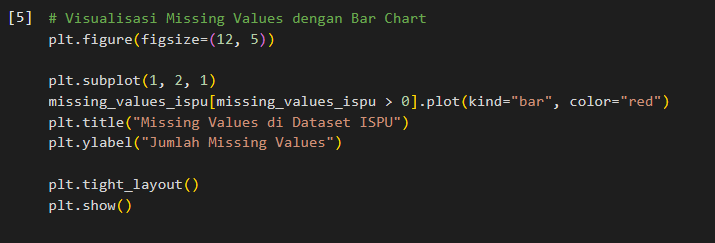 [5] # Visualisasi Missing Values dengan Bar Chart
plt.figure(figsize=(12, 5))
plt.subplot(1, 2, 1)
missing_values_ispu[missing_values_ispu > 0].plot(kind="bar", color="red")
plt.title("Missing Values di Dataset ISPU")
plt.ylabel("Jumlah Missing Values")
plt.tight_layout()
plt.show()